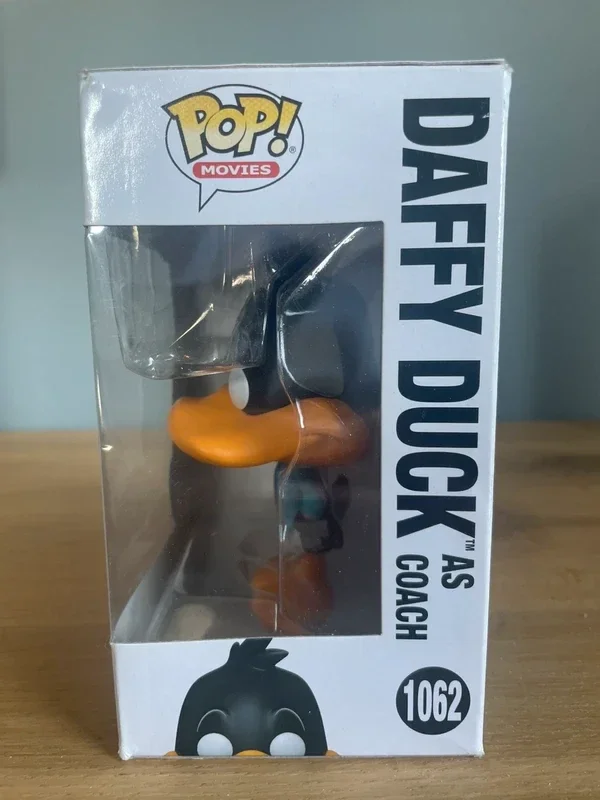 POP!®
MOVIES
DAFFY DUCK™ AS
COACH
1062